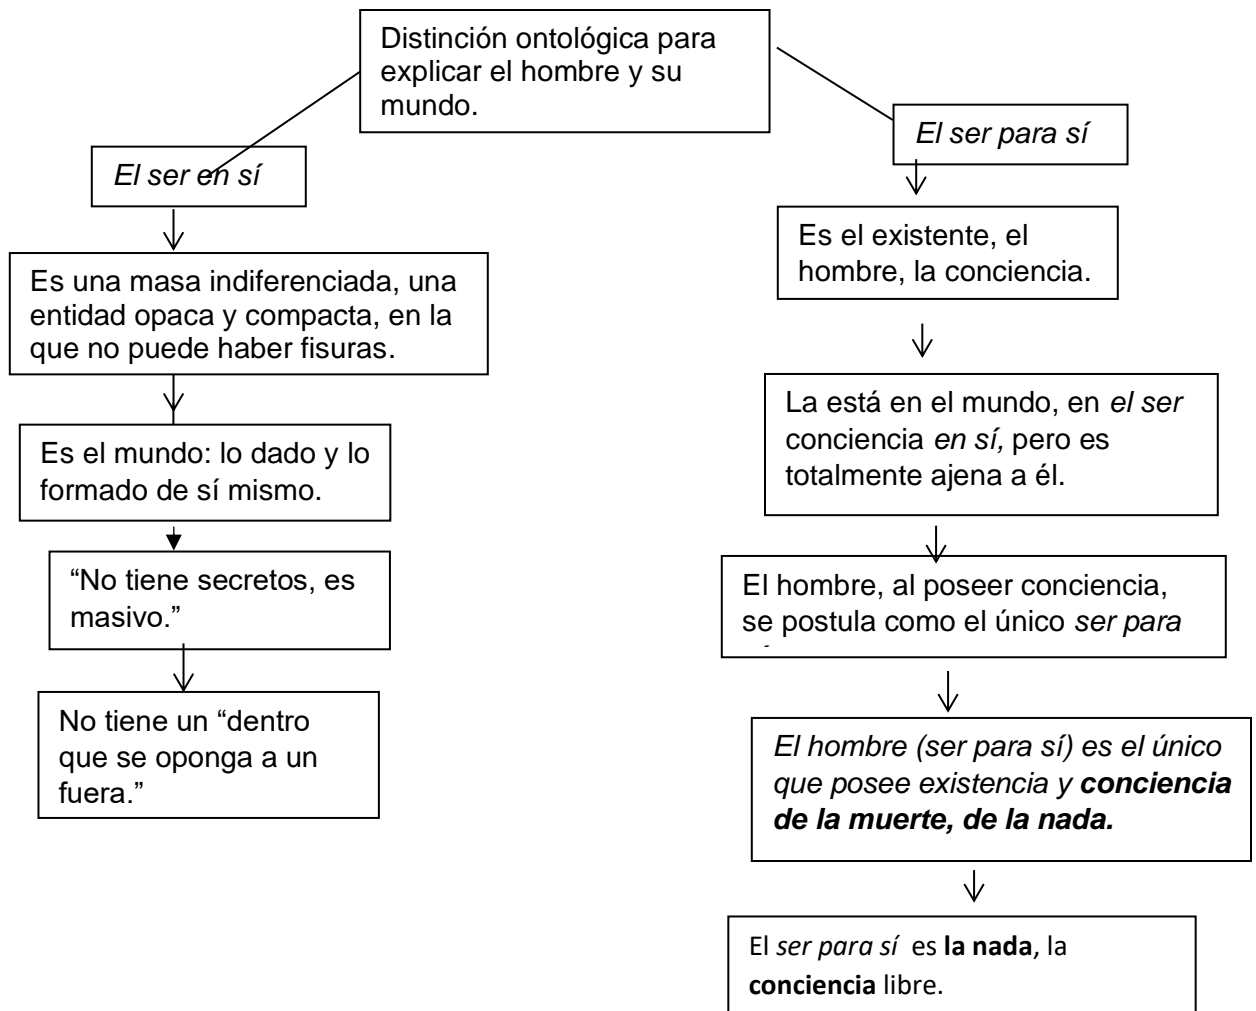 Distinción ontológica para
explicar el hombre y su
mundo.
El ser en sí
Es una masa indiferenciada, una
entidad opaca y compacta, en la
que no puede haber fisuras.
Es el mundo: lo dado y lo
formado de sí mismo.
“No tiene secretos, es
masivo.”
No tiene un “dentro
que se oponga a un
fuera.”
El ser para sí
Es el existente, el
hombre, la conciencia.
La está en el mundo, en el ser
conciencia en sí, pero es
totalmente ajena a él.
El hombre, al poseer conciencia,
se postula como el único ser para
El hombre (ser para sí) es el único
que posee existencia y conciencia
de la muerte, de la nada.
El ser para sí es la nada, la
conciencia libre.